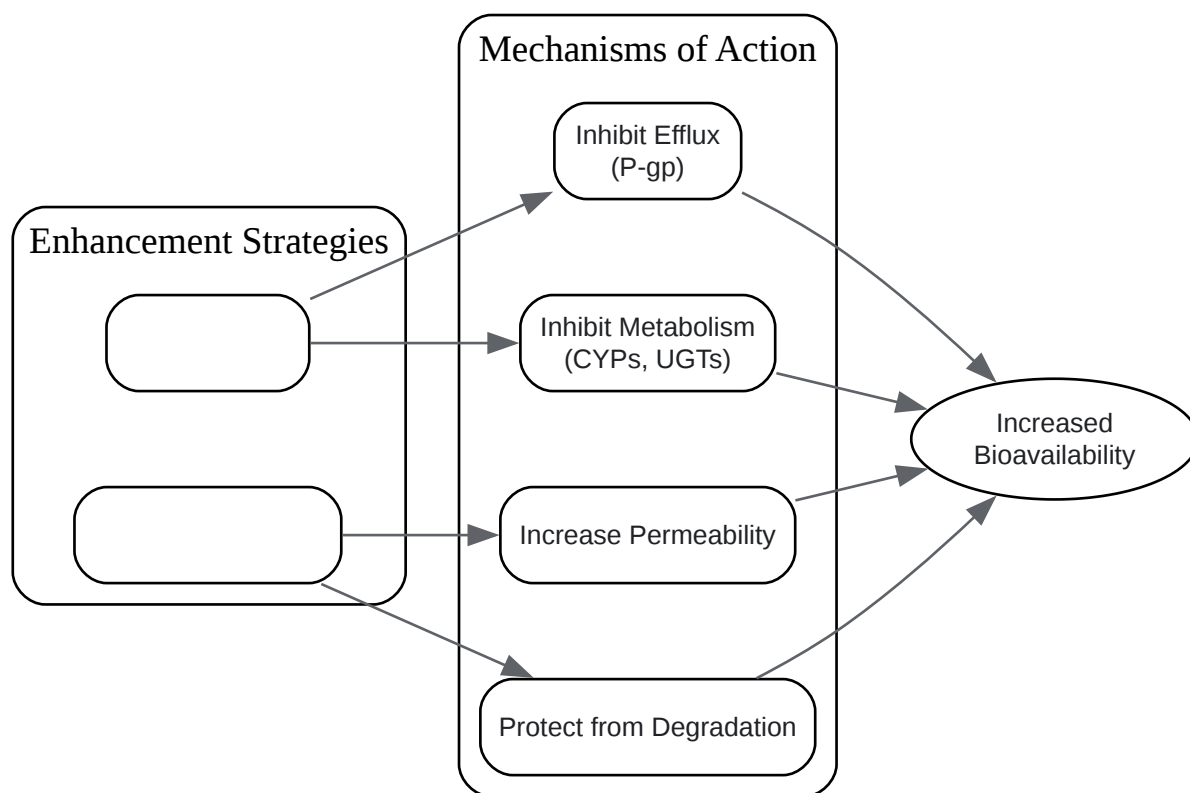 Mechanisms of Action
Inhibit Efflux
(P-gp)
Enhancement Strategies
Inhibit Metabolism
(CYPs, UGTs)
Increased
Bioavailability
Increase Permeability
Protect from Degradation